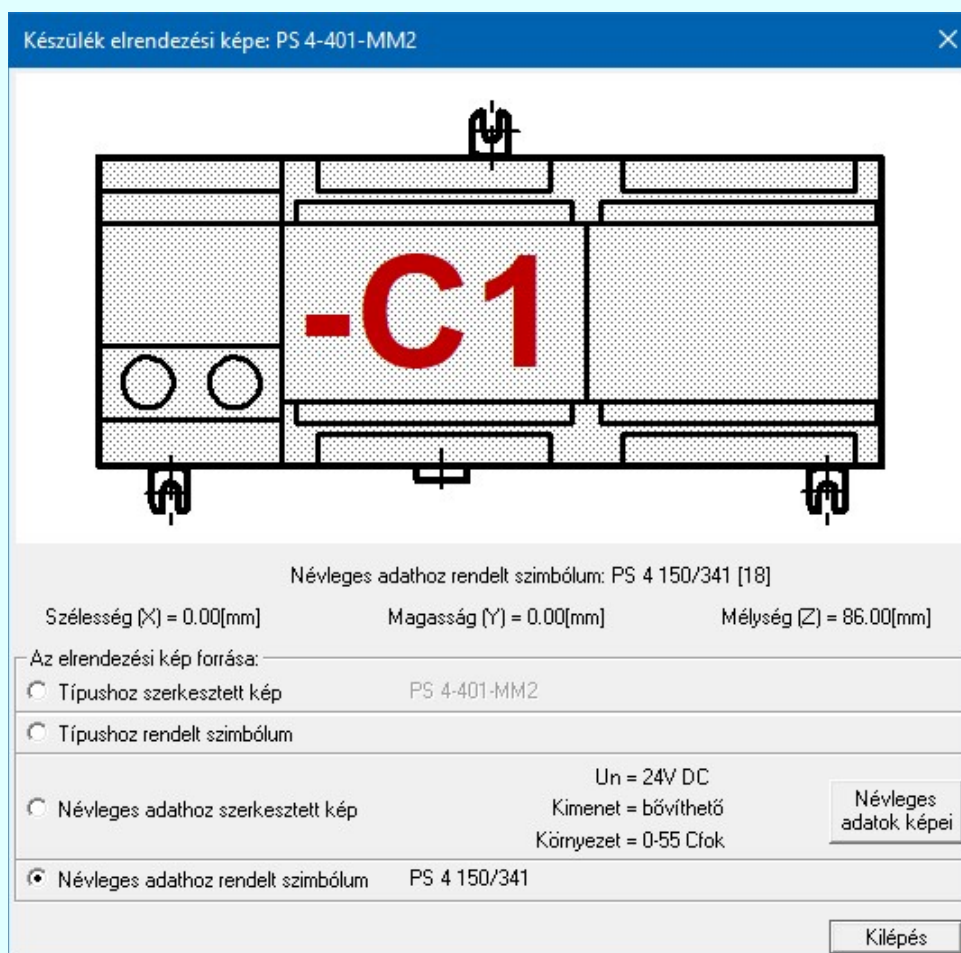 Készülék elrendezési képe: PS 4-401-MM2
-C1
Névleges adathoz rendelt szimbólum: PS 4 150/341 [18]
Szélesség (X) = 0.00[mm] Magasság (Y) = 0.00[mm] Mélység (Z) = 86.00[mm]
Az elrendezési kép forrása:
Típushoz szerkesztett kép PS 4-401-MM2
Típushoz rendelt szimbólum
Un = 24V DC
Névleges adathoz szerkesztett kép Kimenet = bővíthető
Környezet = 0-55 Cfok
Névleges
adatok képei
Névleges adathoz rendelt szimbólum PS 4 150/341
Kilépés